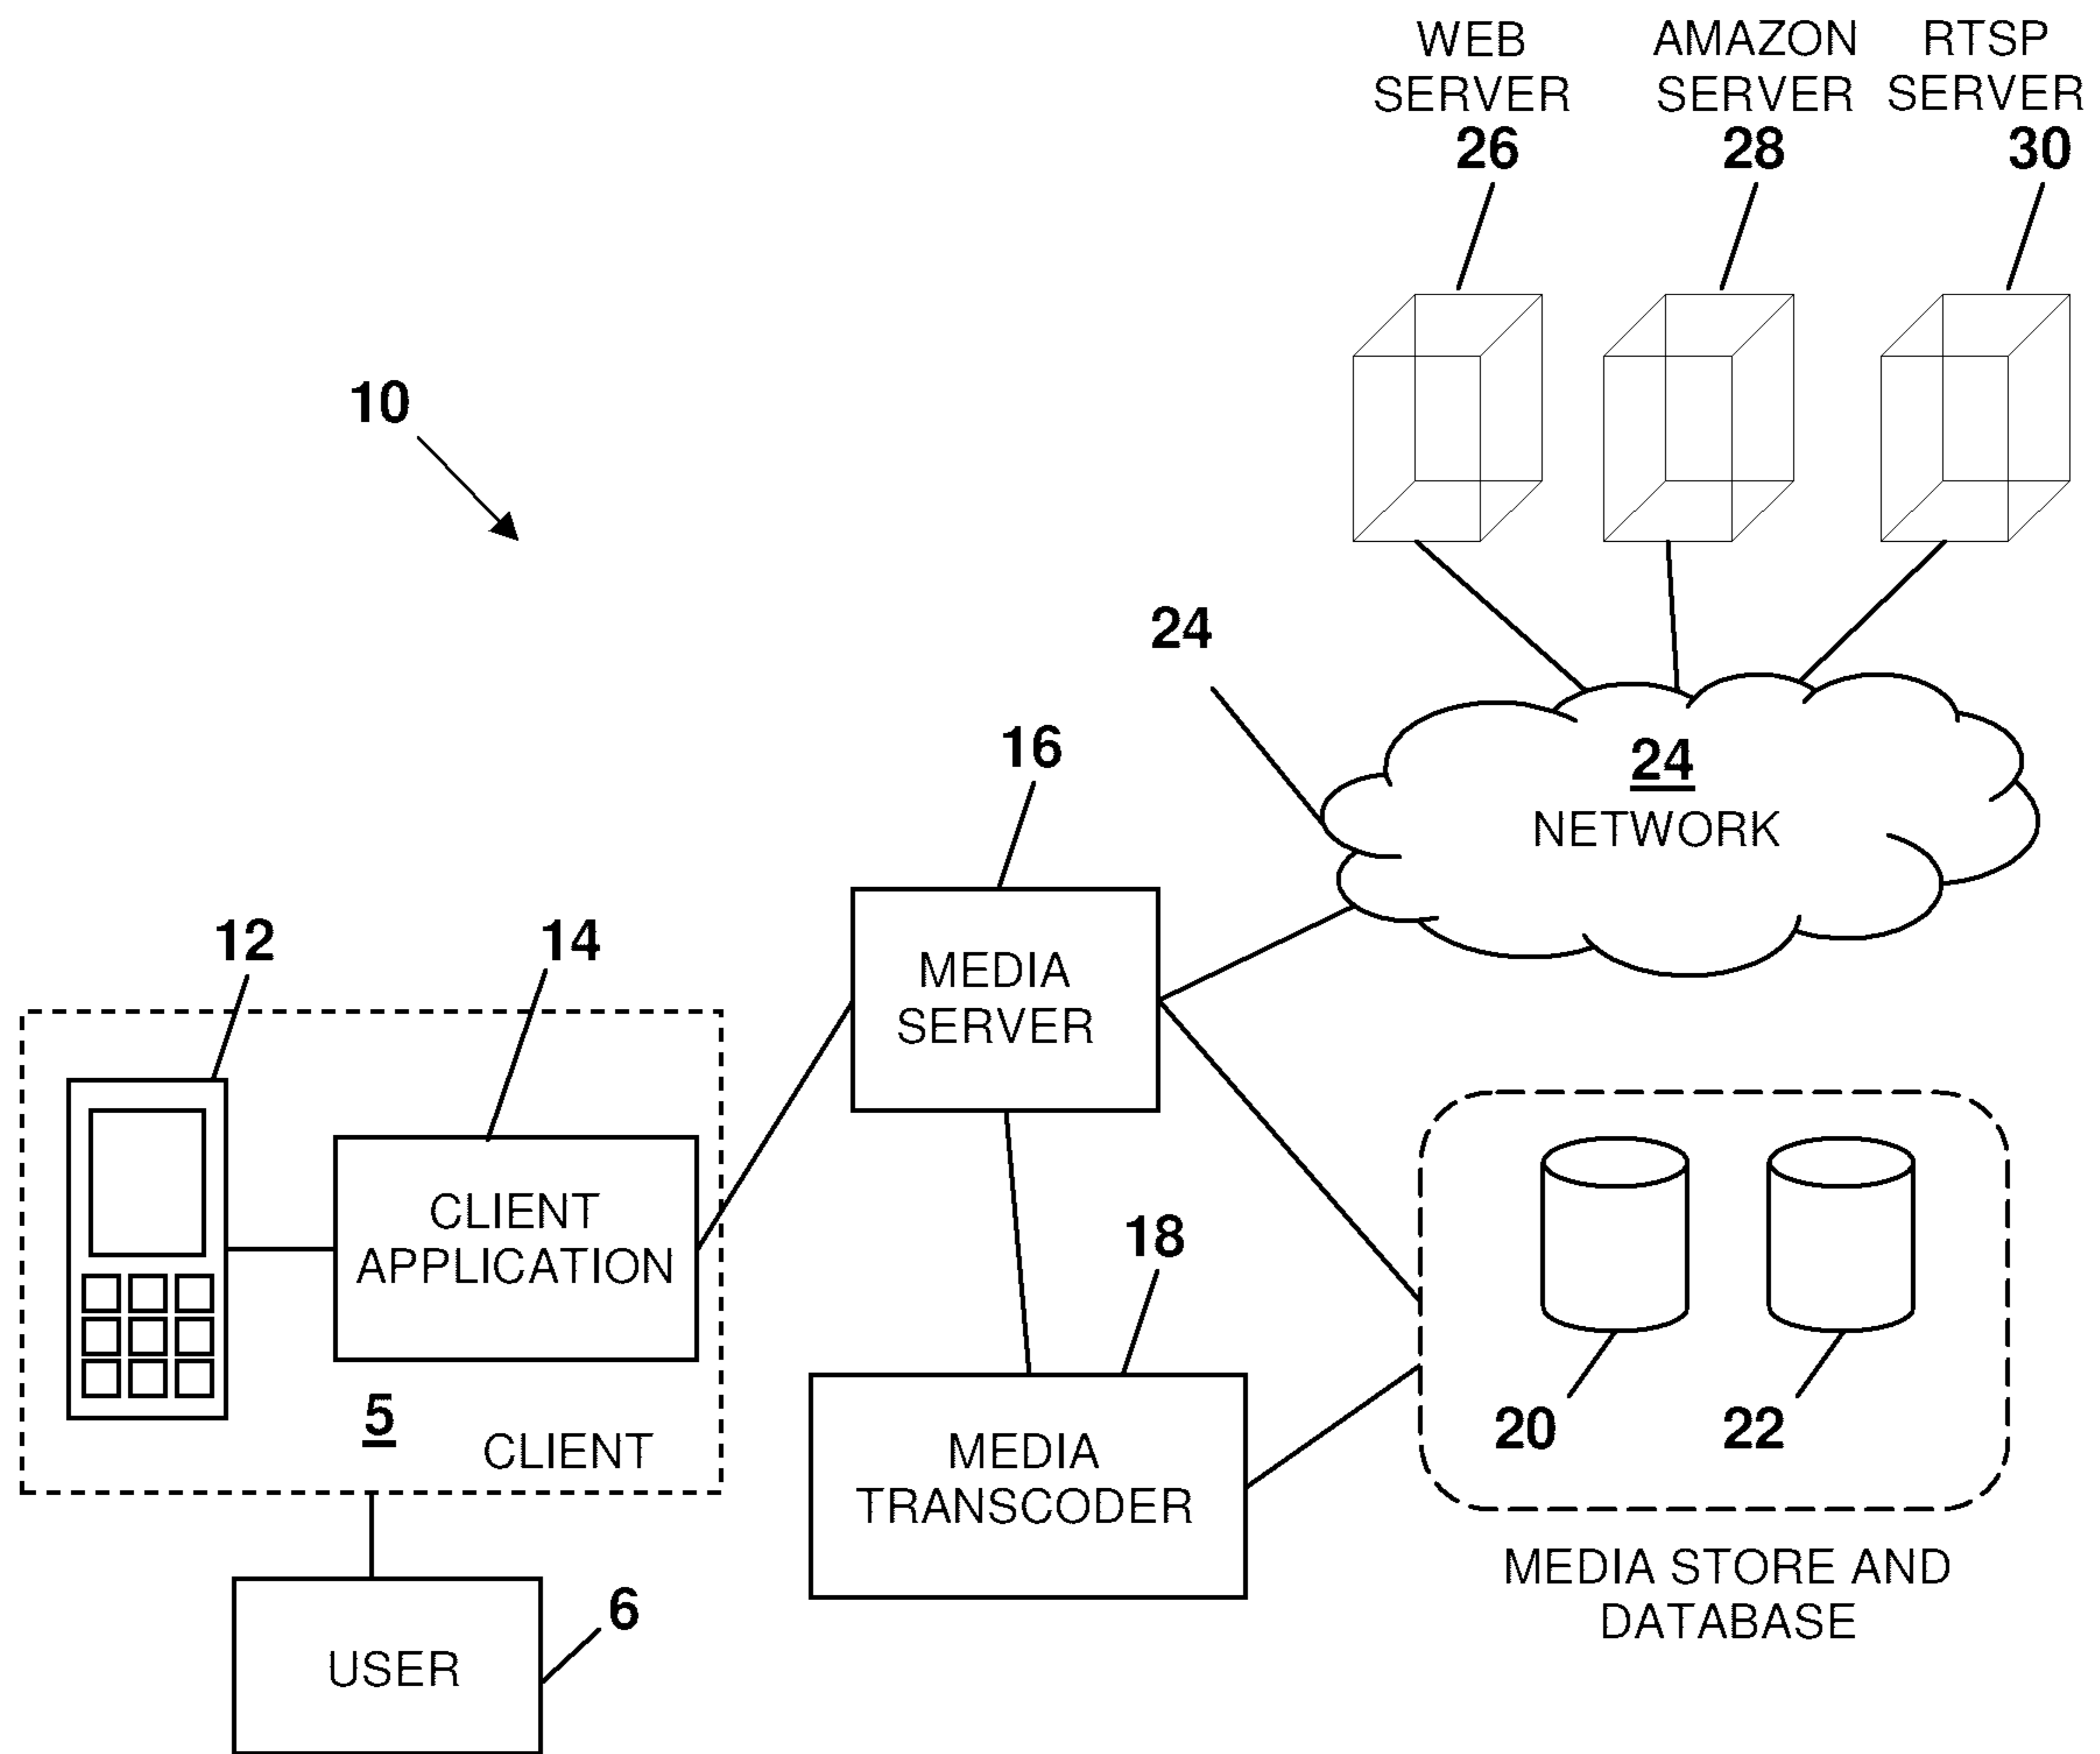 WEB
SERVER
26
AMAZON
SERVER
28
RTSP
SERVER
30
10
24
24
NETWORK
16
MEDIA
SERVER
12
14
CLIENT
APPLICATION
5
CLIENT
18
MEDIA
TRANSCODER
20
22
MEDIA STORE AND
DATABASE
USER
6